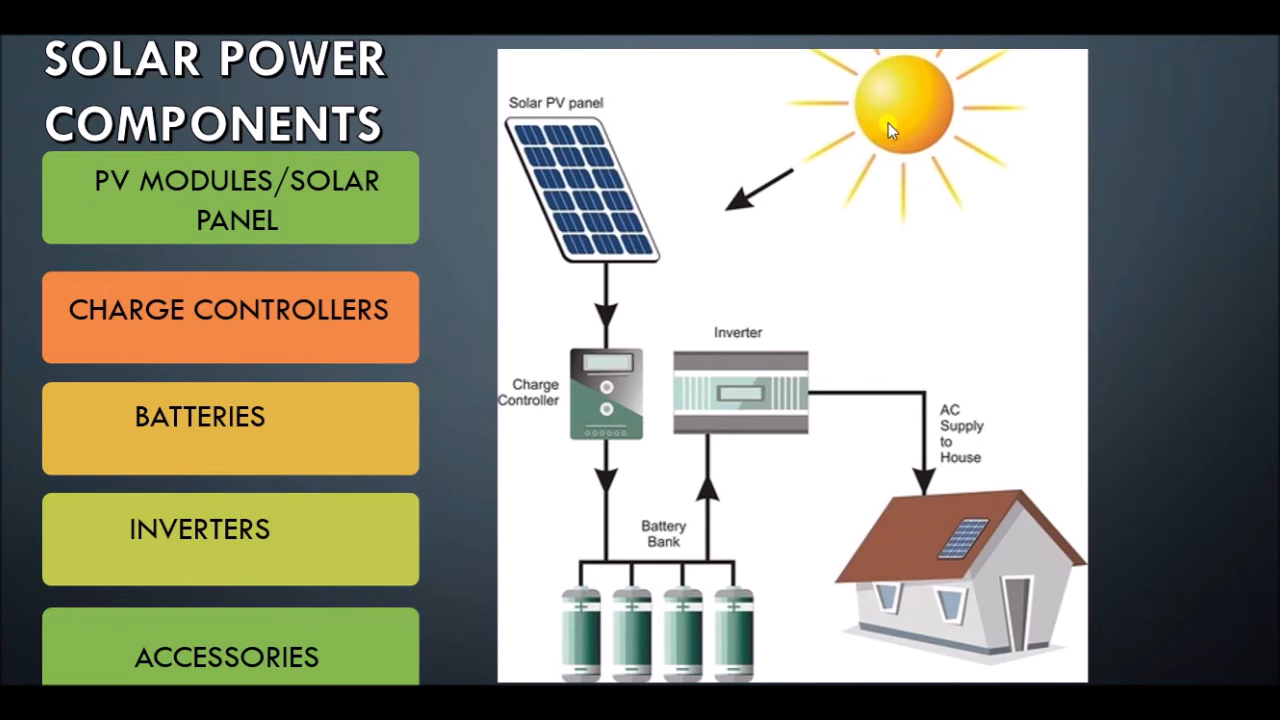 SOLAR POWER
COMPONENTS
PV MODULES/SOLAR
PANEL
CHARGE CONTROLLERS
BATTERIES
INVERTERS
ACCESSORIES
Solar PV panel
Inverter
Charge
Controller
AC
Supply
to
House
Battery
Bank